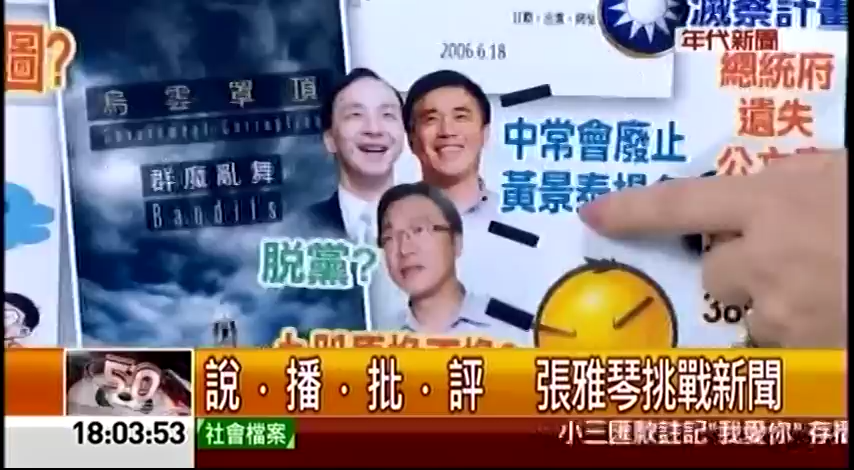 圖?
2006.6.18
滅察計畫
年代新聞
總統府
遺失
烏雲罩頂
Government Corruption
群魔亂舞
Bandits
中常會廢止
黃景泰提
脫黨?
50
說·播·批·評 張雅琴挑戰新聞
18:03:53
社會檔案
小三匯款註記"我愛你" 存摺